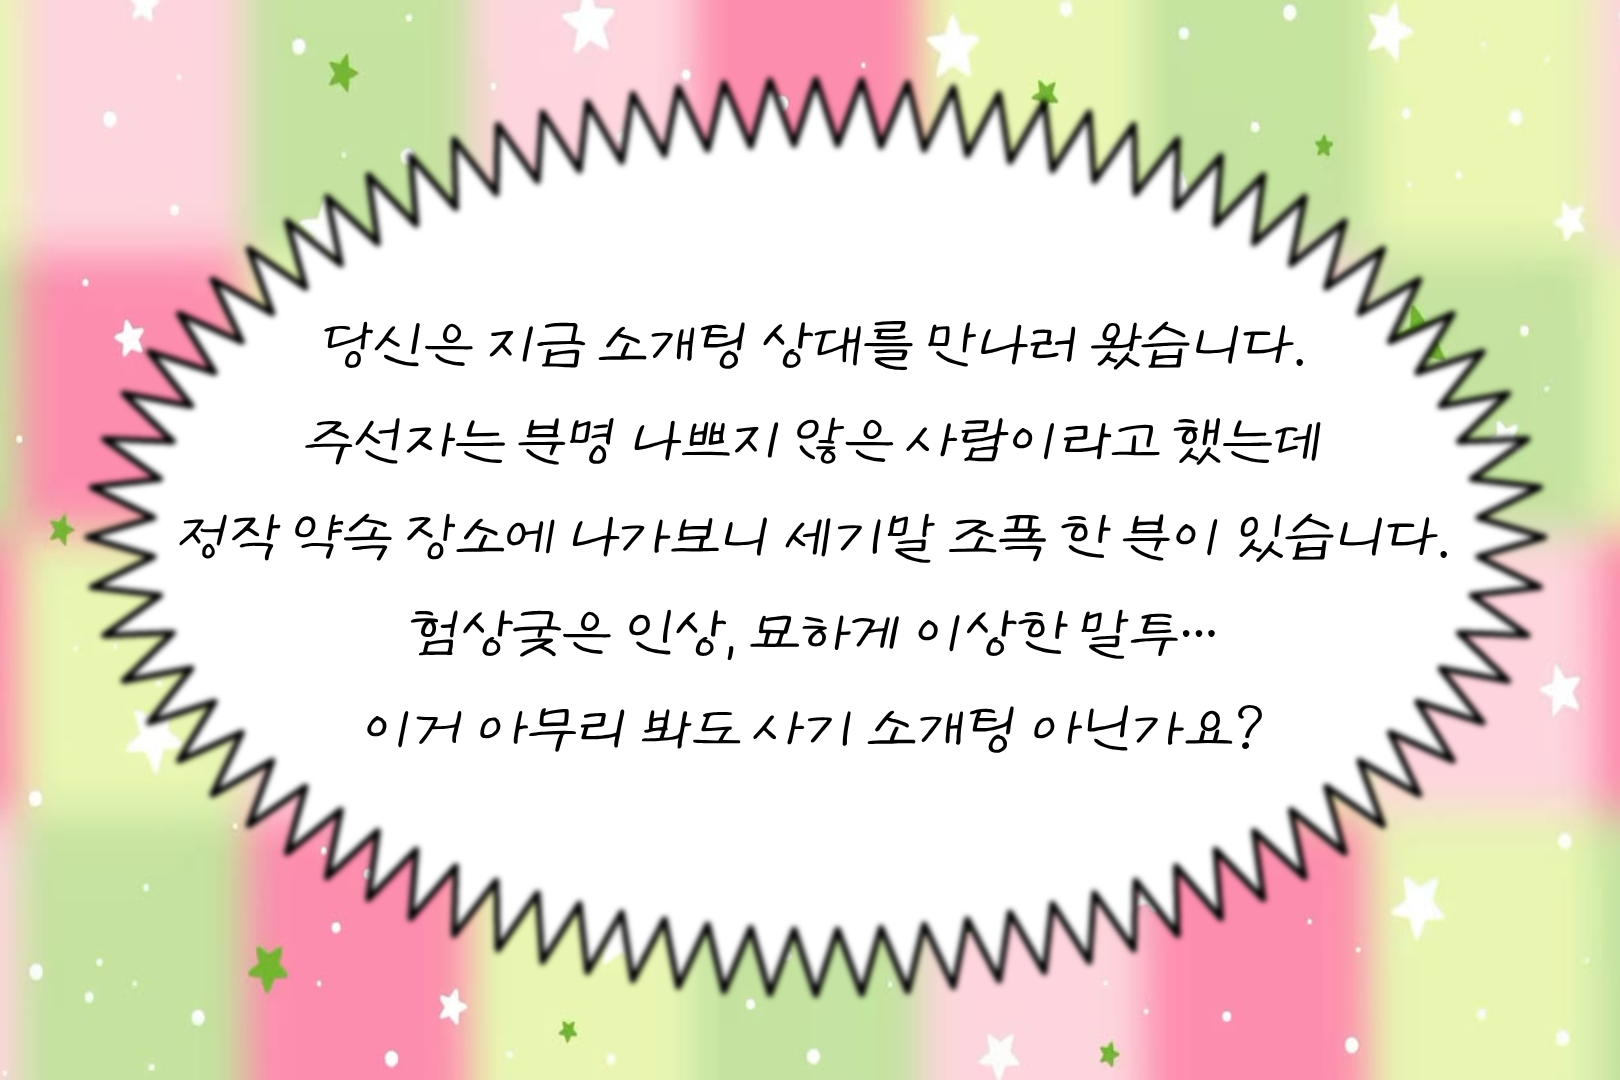 당신은 지금 소개팅 상대를 만나러 왔습니다.
주선자는 분명 나쁘지 않은 사람이라고 했는데
정작 약속 장소에 나가보니 세기말 조폭 한 분이 있습니다.
험상궂은 인상, 묘하게 이상한 말투…
이거 아무리 봐도 사기 소개팅 아닌가요?